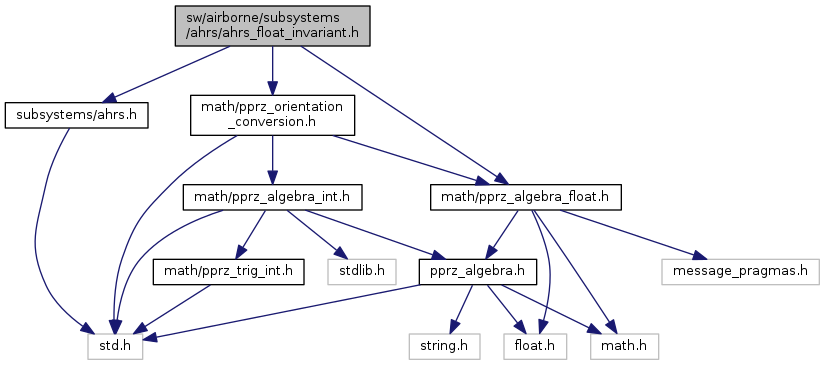 sw/airborne/subsystems
/ahrs/ahrs_float_invariant.h
subsystems/ahrs.h
math/pprz_orientation
_conversion.h
math/pprz_algebra_int.h
math/pprz_algebra_float.h
math/pprz_trig_int.h
stdlib.h
pprz_algebra.h
message_pragmas.h
std.h
string.h
float.h
math.h